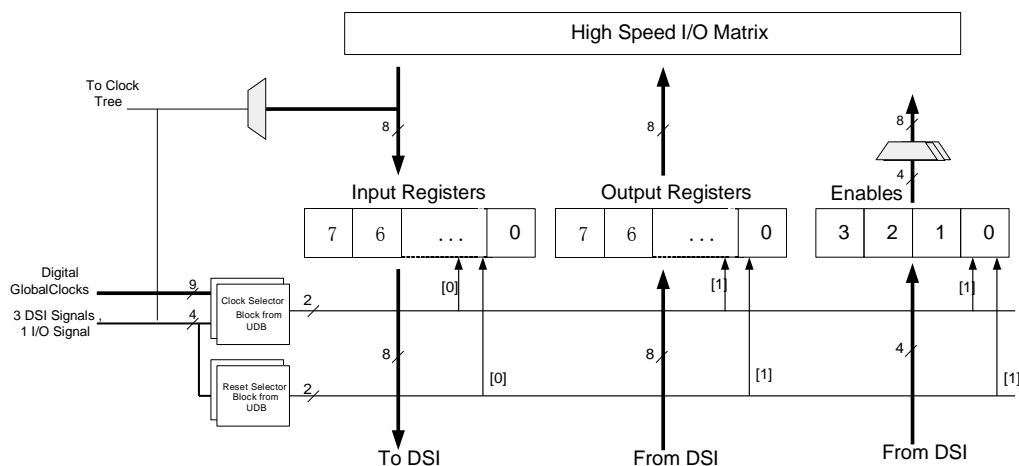 High Speed I/O Matrix
To Clock
Tree
8
8
8
4
Input Registers
Output Registers
Enables
7 6 ... 0
7 6 ... 0
3 2 1 0
Digital
GlobalClocks
9
3 DSI Signals ,
1 I/O Signal
4
Clock Selector
Block from
UDB
2
[0]
[1]
[1]
Reset Selector
Block from
UDB
2
8
8
4
[0]
[1]
[1]
To DSI
From DSI
From DSI